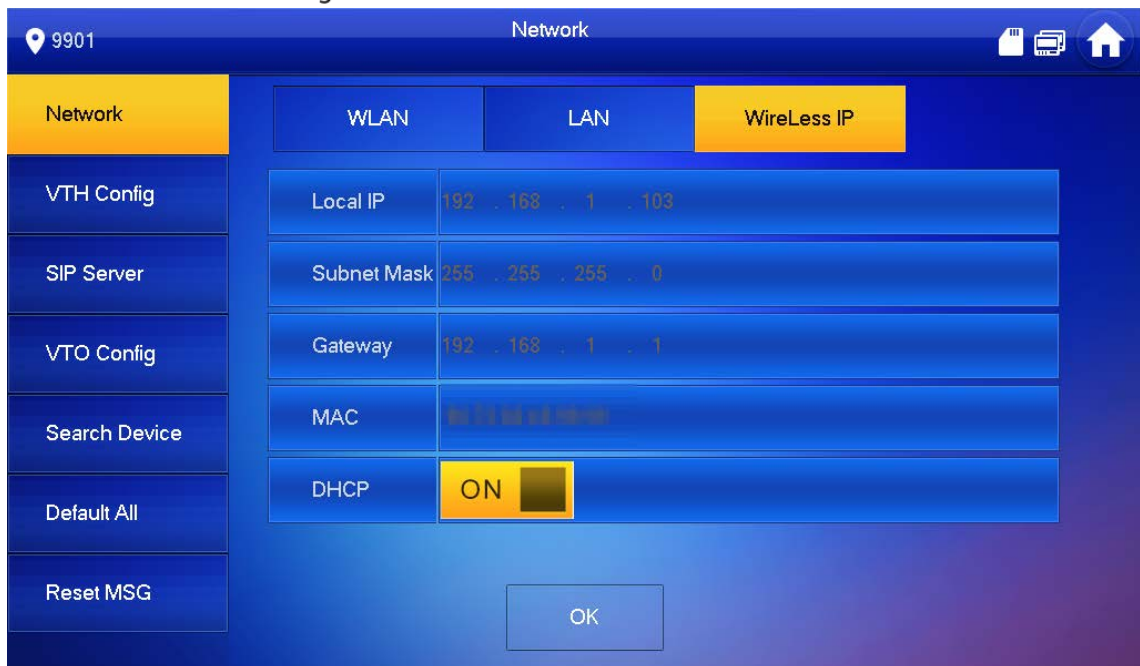 9901
Network
Network
WLAN LAN WireLess IP
VTH Config
Local IP 192 . 168 . 1 . 103
SIP Server
Subnet Mask 255 . 255 . 255 . 0
VTO Config
Gateway 192 . 168 . 1 . 1
Search Device
MAC
Default All
DHCP ON
Reset MSG
OK